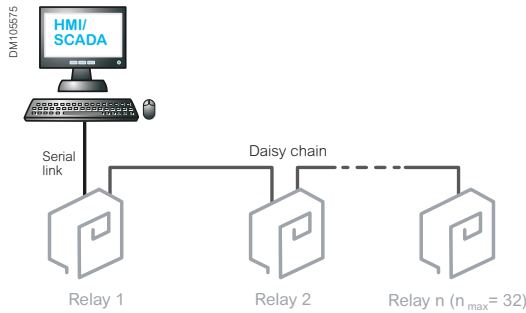 DM105575
HMI/
SCADA
Serial
link
Daisy chain
Relay 1
Relay 2
Relay n (n max= 32)